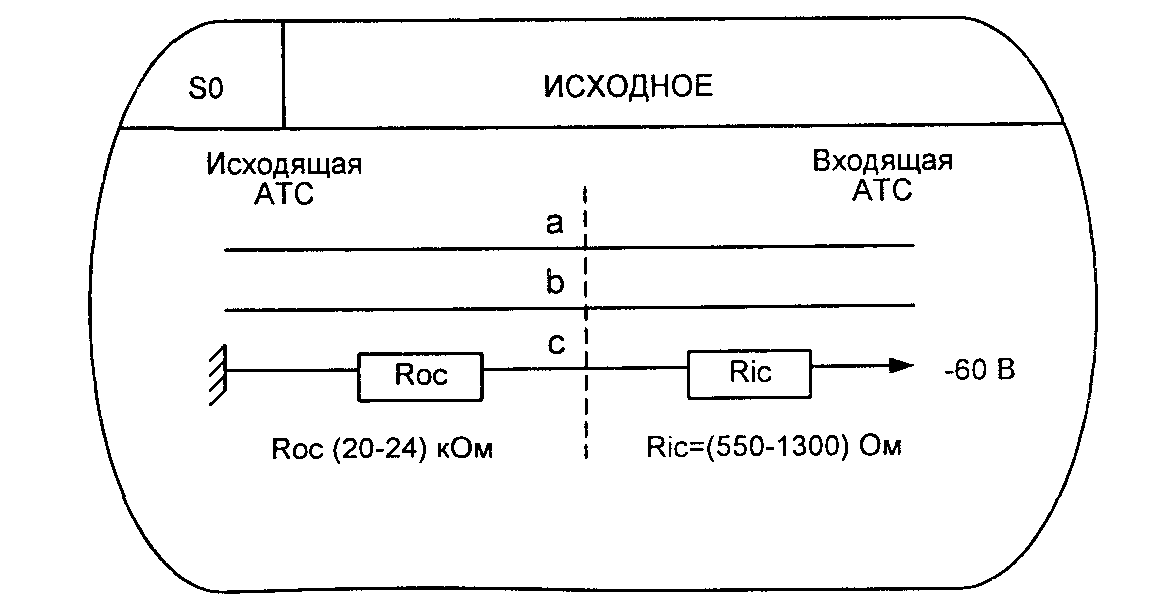 S0
ИСХОДНОЕ
Исходящая
АТС
Входящая
АТС
a
b
c
Roc
Ric
-60 В
Roc (20-24) кОм
Ric=(550-1300) Ом